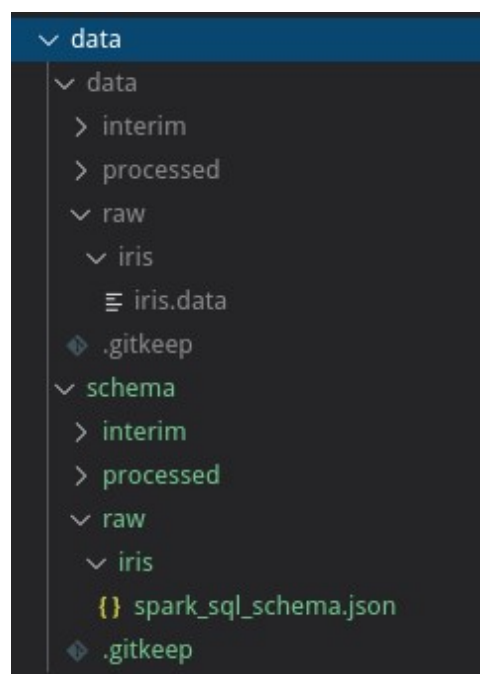 data
data
interim
processed
raw
iris
iris.data
.gitkeep
schema
interim
processed
raw
iris
{} spark_sql_schema.json
.gitkeep